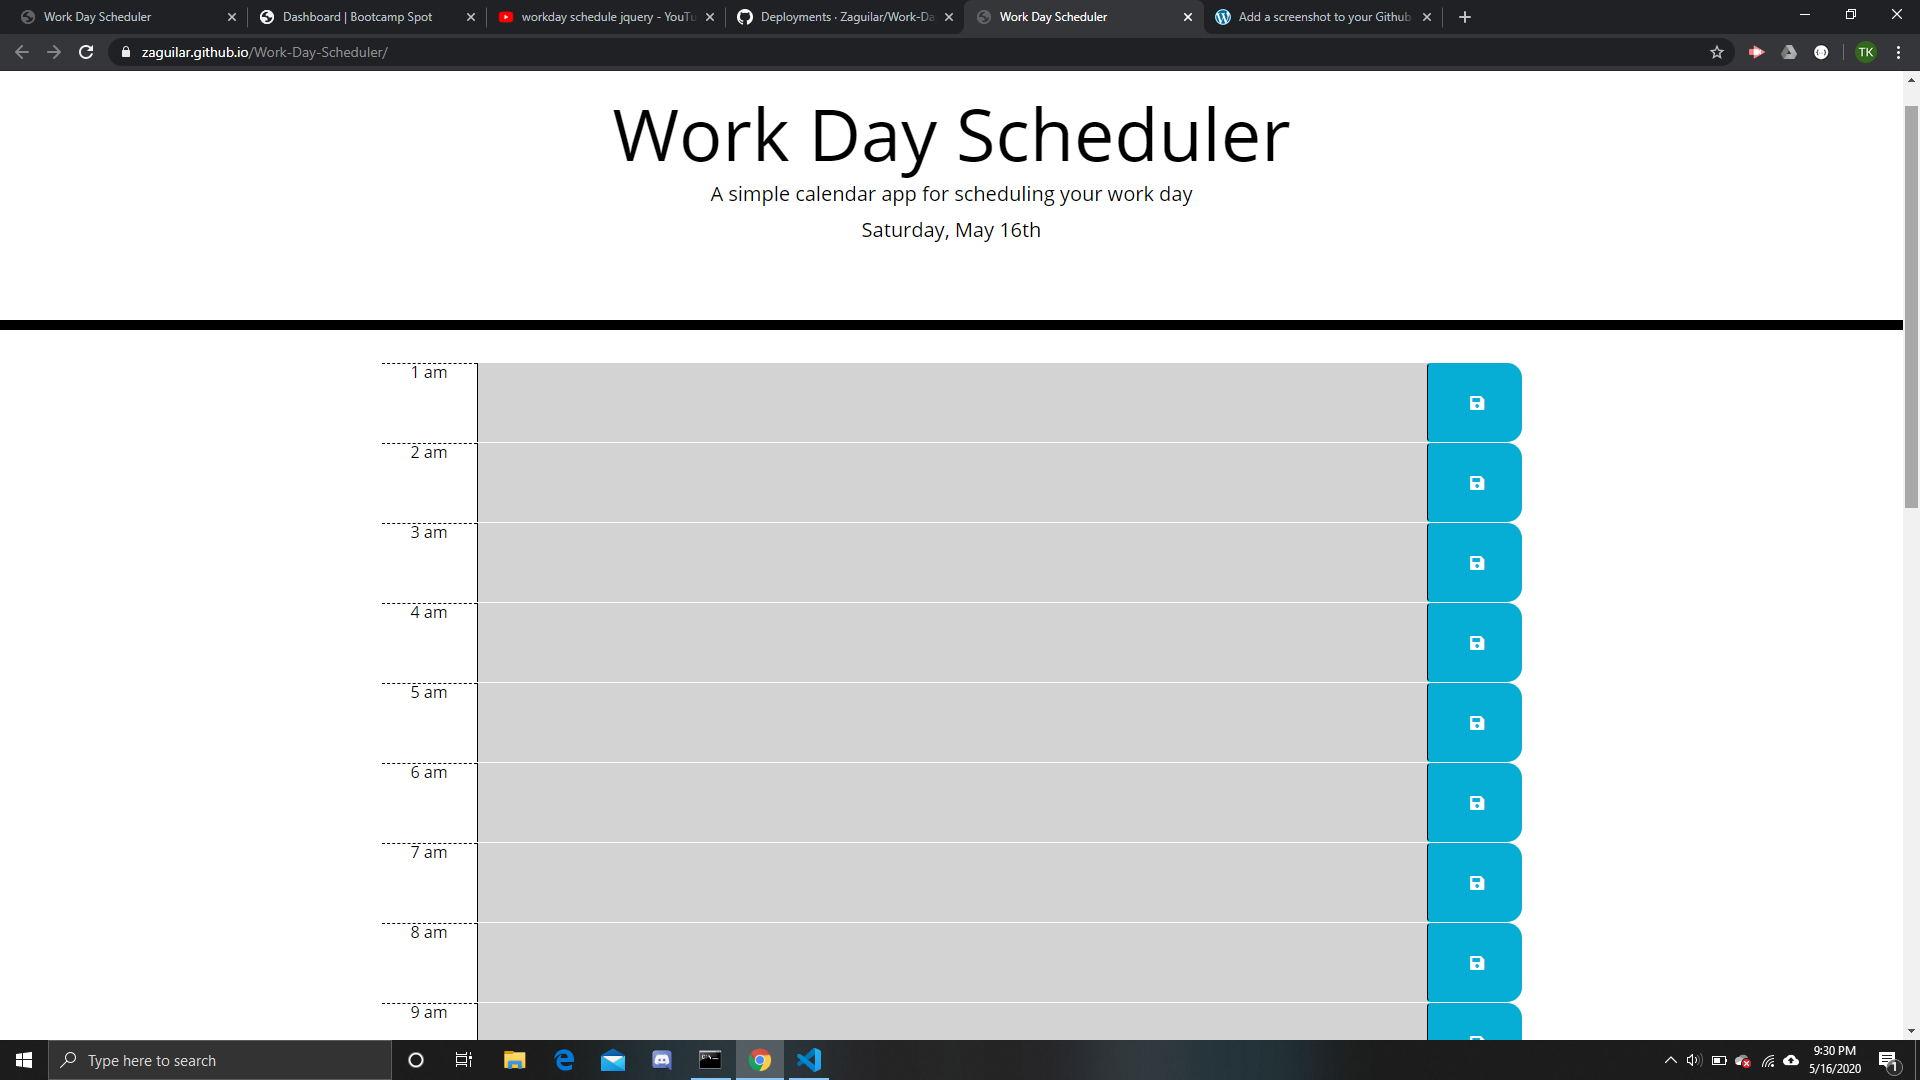 Work Day Scheduler
Dashboard | Bootcamp Spot
workday schedule jquery - YouTu
Deployments · Zaguilar/Work-Da
Work Day Scheduler
Add a screenshot to your Github
zaguilar.github.io/Work-Day-Scheduler/
TK
Work Day Scheduler
A simple calendar app for scheduling your work day
Saturday, May 16th
1 am
2 am
3 am
4 am
5 am
6 am
7 am
8 am
9 am
Type here to search
9:30 PM
5/16/2020
1